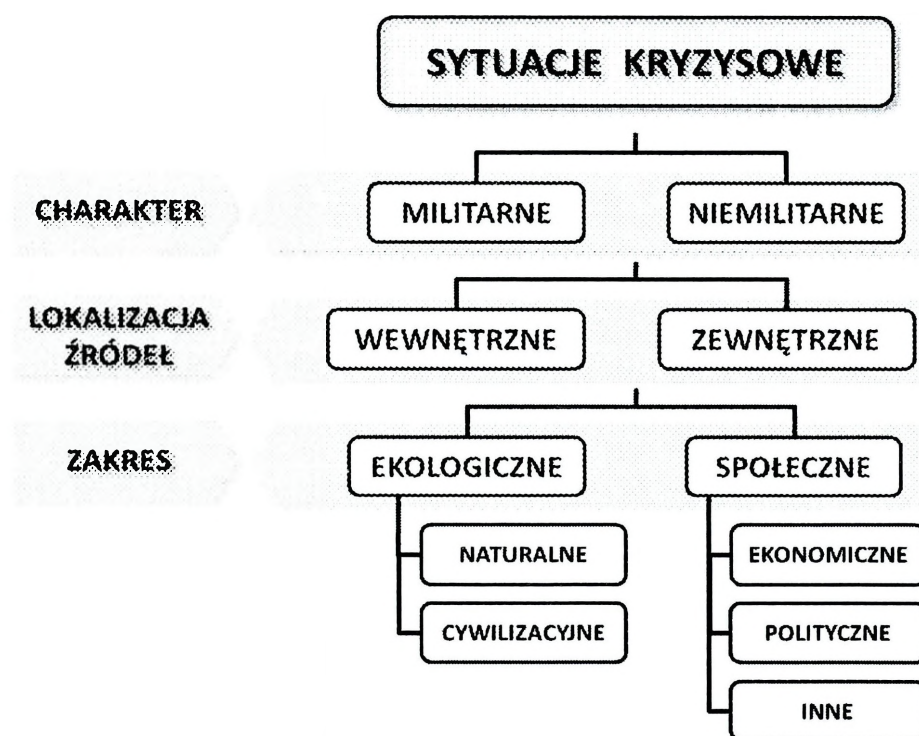 SYTUACJE KRYZYSOWE
CHARAKTER
MILITARNE
NIEMILITARNE
LOKALIZACJA
ŹRÓDEŁ
WEWNĘTRZNE
ZEWNĘTRZNE
ZAKRES
EKOLOGICZNE
SPOŁECZNE
NATURALNE
EKONOMICZNE
CYWILIZACYJNE
POLITYCZNE
INNE